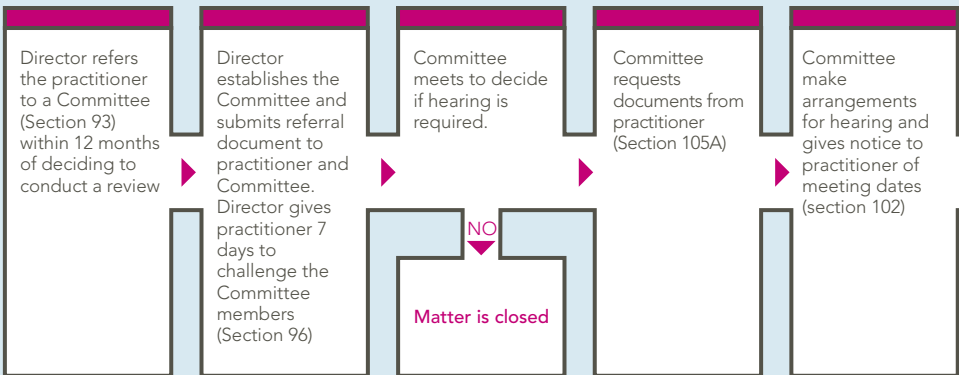 Director refers
the practitioner
to a Committee
(Section 93)
within 12 months
of deciding to
conduct a review
Director
establishes the
Committee and
submits referral
document to
practitioner and
Committee.
Director gives
practitioner 7
days to
challenge the
Committee
members
(Section 96)
Committee
meets to decide
if hearing is
required.
NO
Matter is closed
Committee
requests
documents from
practitioner
(Section 105A)
Committee
make
arrangements
for hearing and
gives notice to
practitioner of
meeting dates
(section 102)